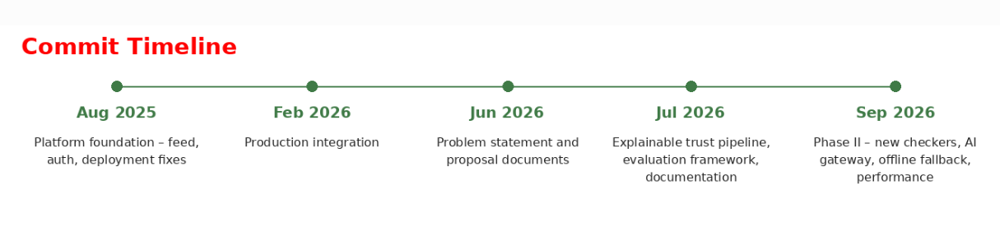 Commit Timeline
Aug 2025
Platform foundation – feed,
auth, deployment fixes
Feb 2026
Production integration
Jun 2026
Problem statement and
proposal documents
Jul 2026
Explainable trust pipeline,
evaluation framework,
documentation
Sep 2026
Phase II – new checkers, AI
gateway, offline fallback,
performance